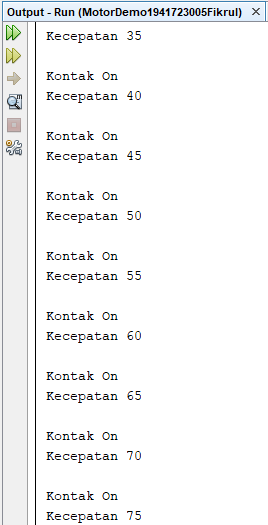 Output - Run (MotorDemo1941723005Fikrul) ×
Kecepatan 35
Kontak On
Kecepatan 40
Kontak On
Kecepatan 45
Kontak On
Kecepatan 50
Kontak On
Kecepatan 55
Kontak On
Kecepatan 60
Kontak On
Kecepatan 65
Kontak On
Kecepatan 70
Kontak On
Kecepatan 75